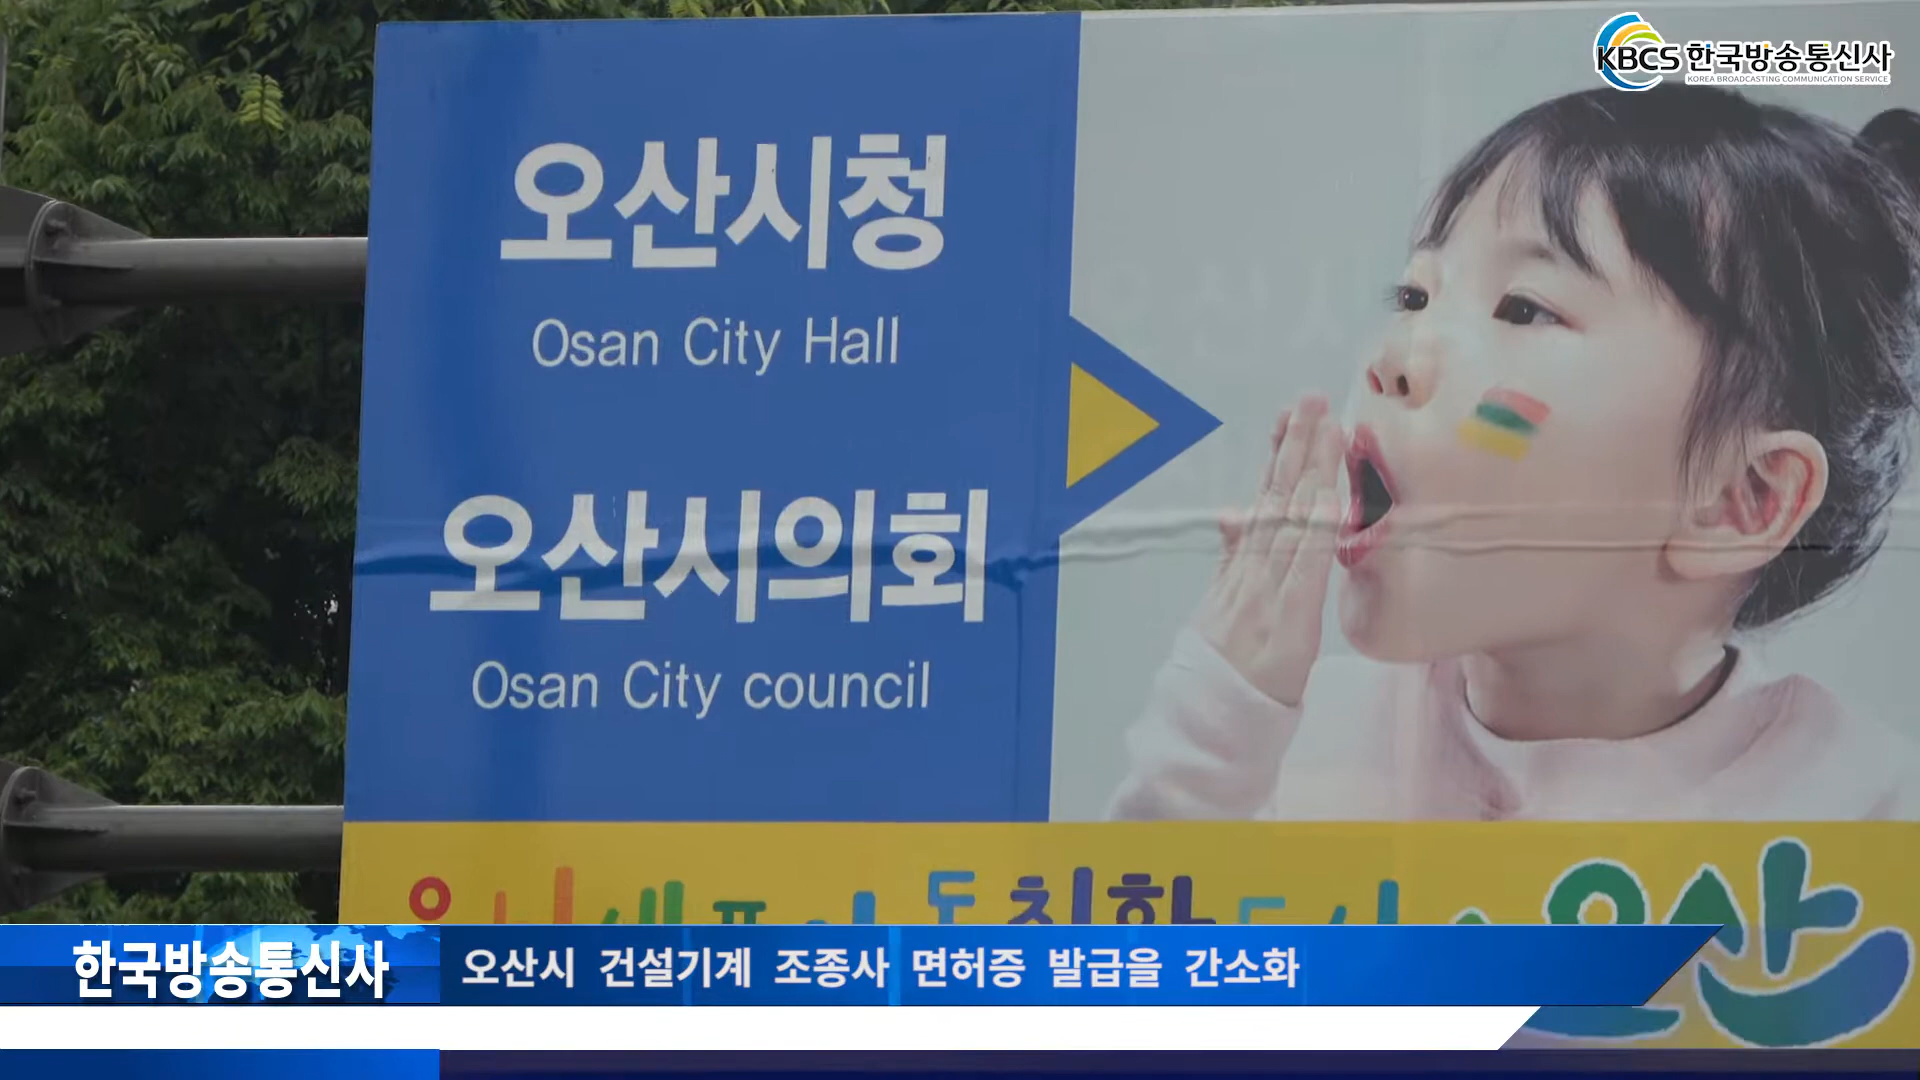 KBCS 한국방송통신사
KOREA BROADCASTING COMMUNICATION SERVICE
오산시청
Osan City Hall
오산시의회
Osan City council
오산
한국방송통신사
오산시 건설기계 조종사 면허증 발급을 간소화